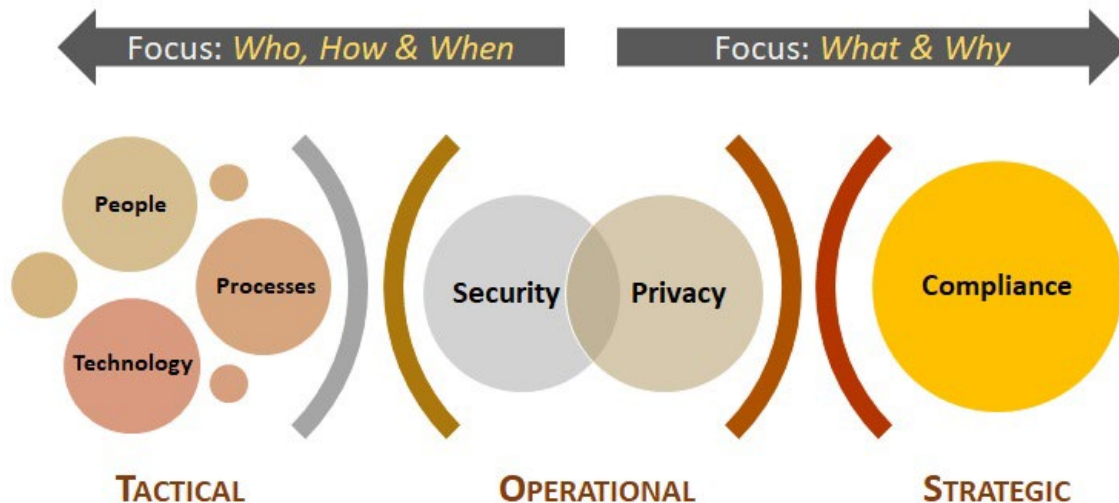 Focus: Who, How & When
Focus: What & Why
People
Processes
Technology
Security
Privacy
Compliance
TACTICAL
OPERATIONAL
STRATEGIC